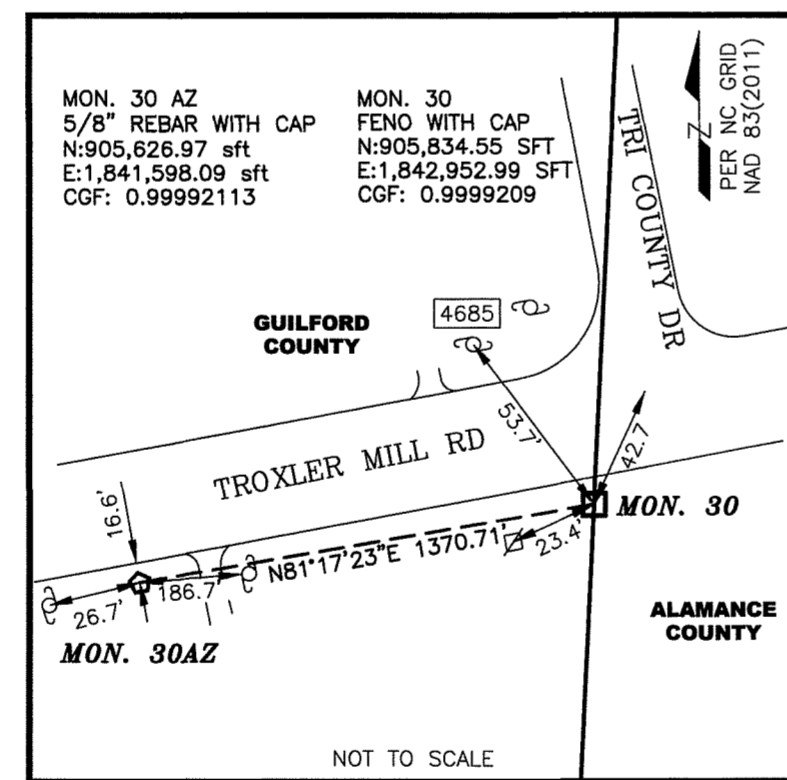 MON. 30 AZ
5/8" REBAR WITH CAP
N:905,626.97 sft
E:1,841,598.09 sft
CGF: 0.99992113
MON. 30
FENO WITH CAP
N:905,834.55 SFT
E:1,842,952.99 SFT
CGF: 0.9999209
N
PER NC GRID
NAD 83(2011)
TRI COUNTY DR
GUILFORD
COUNTY
4685
53.7'
42.7
TROXLER MILL RD
16.6'
MON. 30
23.4'
N81°17'23"E 1370.71'
186.7'
26.7'
MON. 30AZ
ALAMANCE
COUNTY
NOT TO SCALE